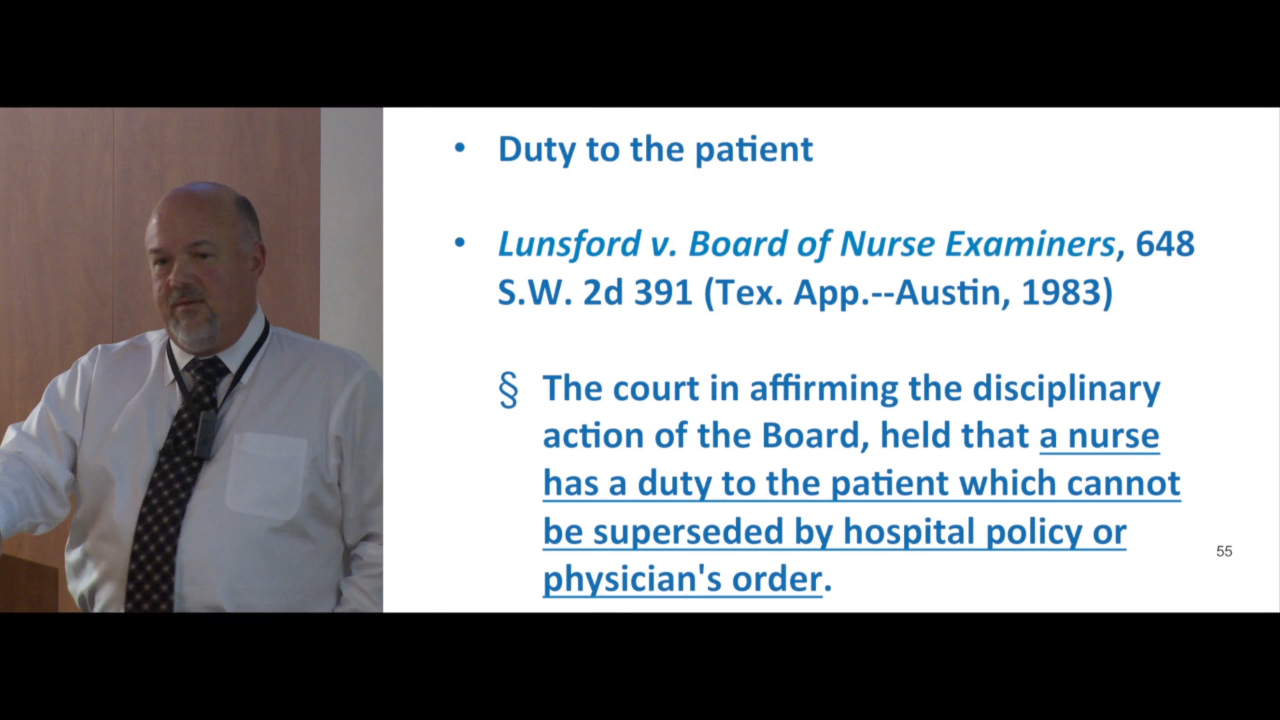 • Duty to the patient
• Lunsford v. Board of Nurse Examiners, 648
S.W. 2d 391 (Tex. App.--Austin, 1983)
§ The court in affirming the disciplinary
action of the Board, held that a nurse
has a duty to the patient which cannot
be superseded by hospital policy or
physician's order.
55